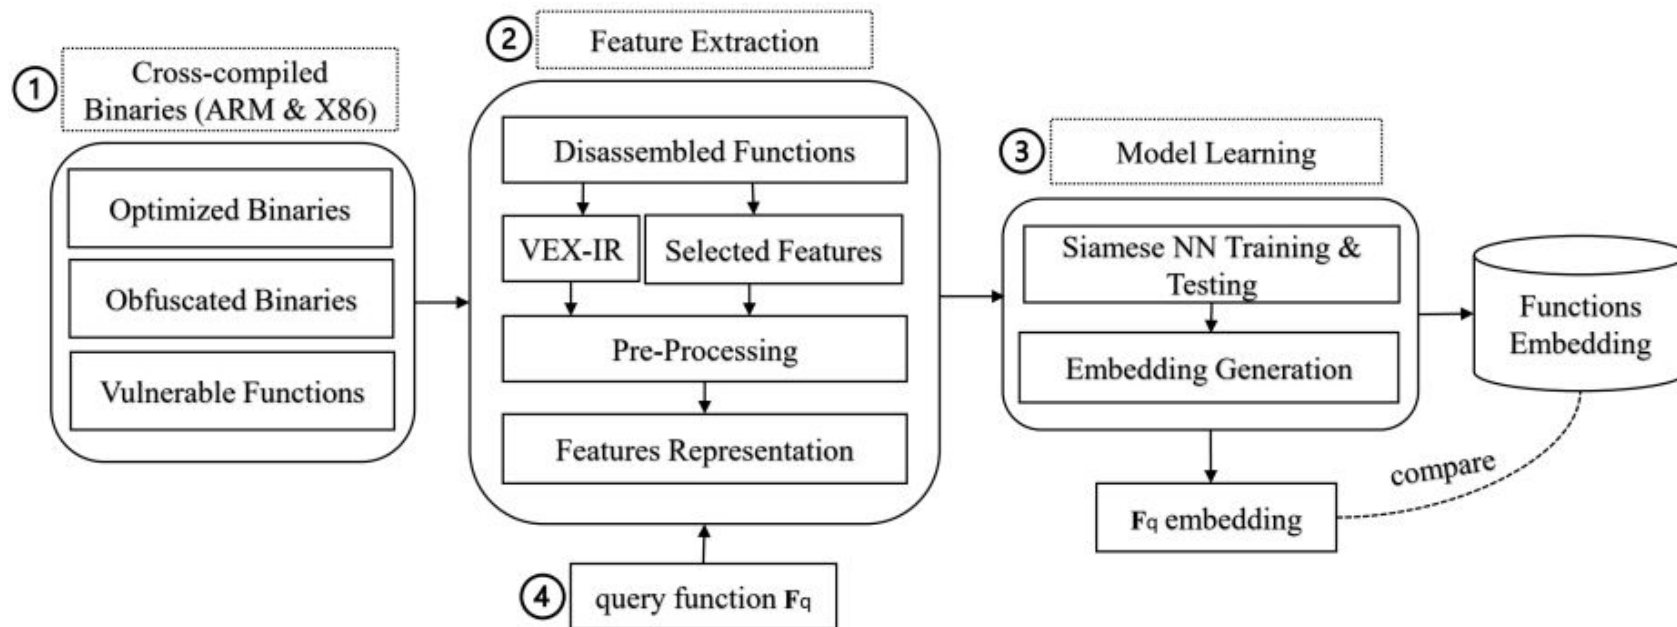 1
Cross-compiled
Binaries (ARM & X86)
Optimized Binaries
Obfuscated Binaries
Vulnerable Functions
2
Feature Extraction
Disassembled Functions
VEX-IR
Selected Features
Pre-Processing
Features Representation
4
query function Fq
3
Model Learning
Siamese NN Training &
Testing
Embedding Generation
Fq embedding
compare
Functions
Embedding